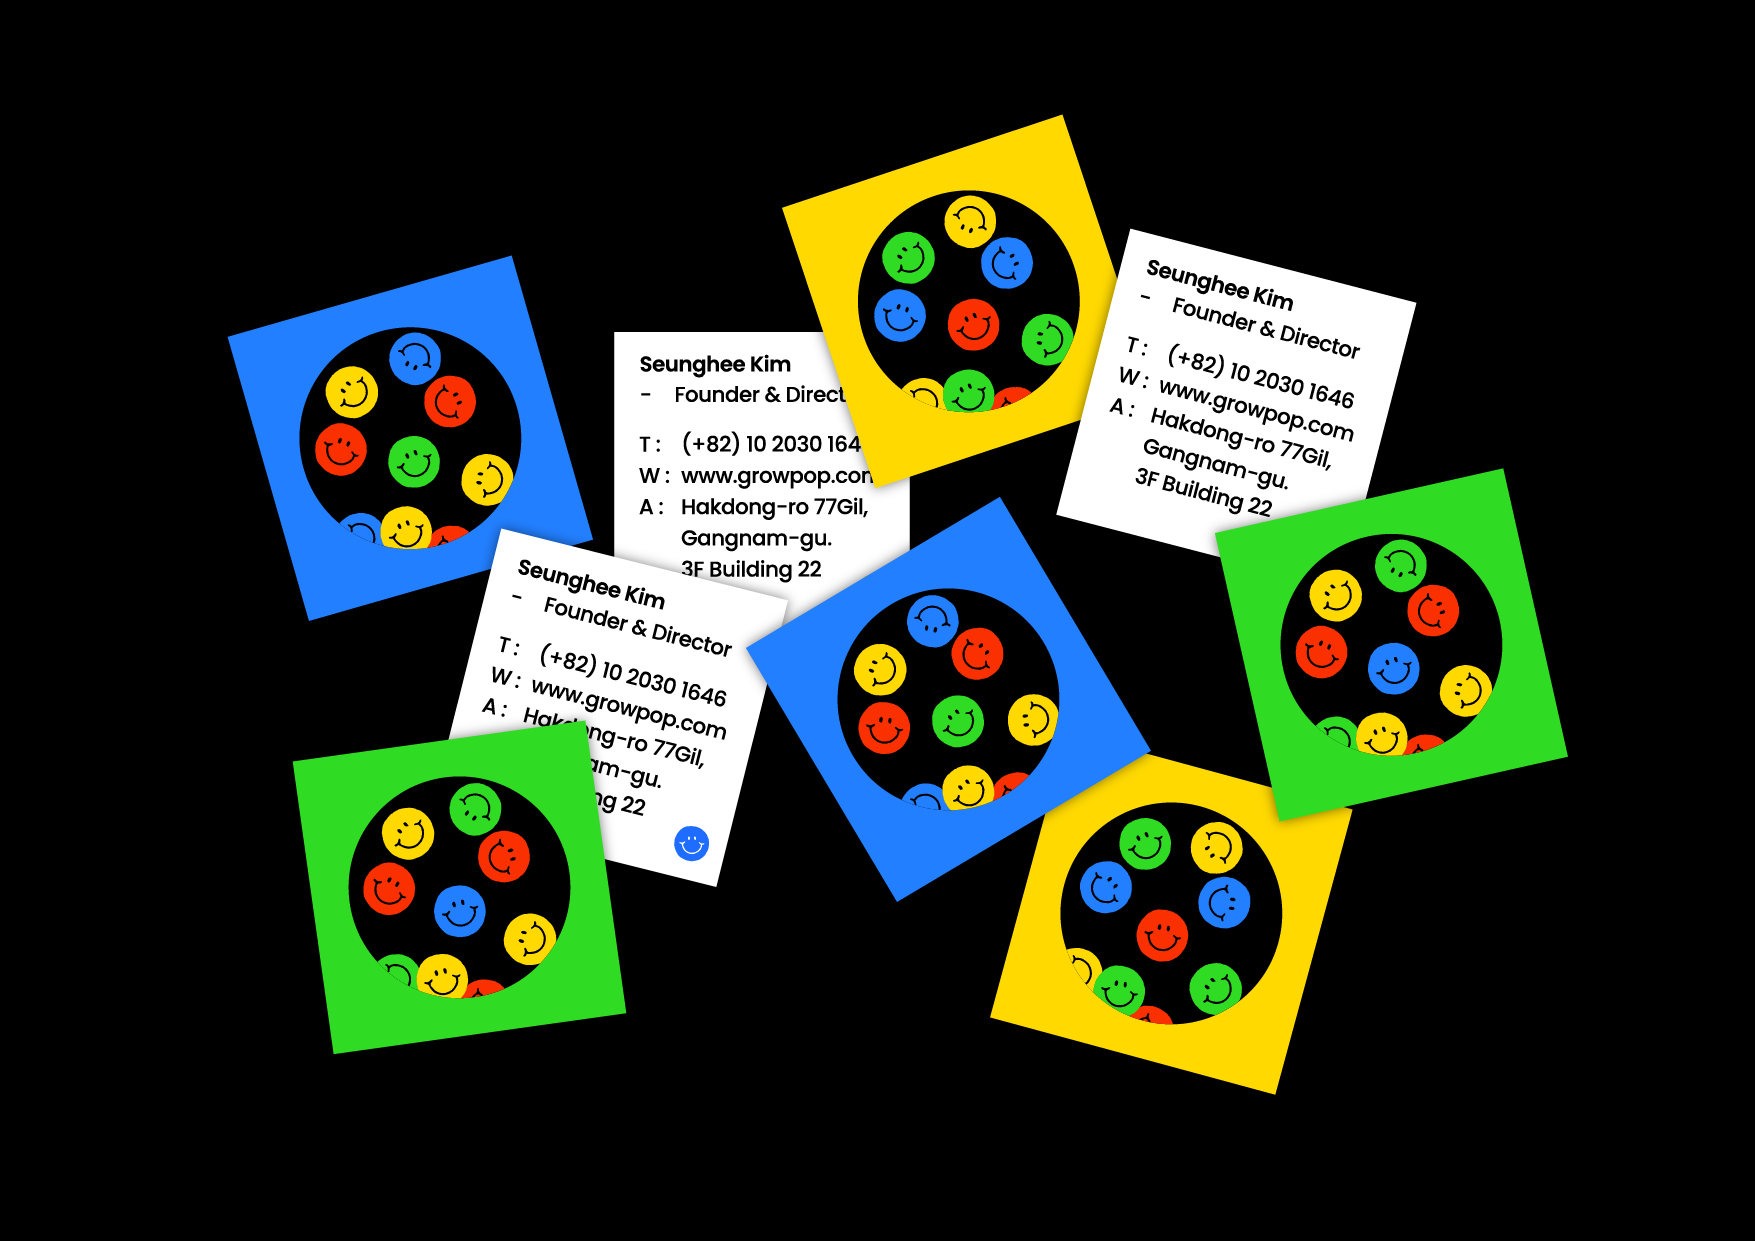 Seunghee Kim
- Founder & Direct
T : (+82) 10 2030 164
W : www.growpop.con
A : Hakdong-ro 77Gil,
Gangnam-gu.
3F Building 22
Seunghee Kim
- Founder & Director
T : (+82) 10 2030 1646
W : www.growpop.com
A : Hakdong-ro 77Gil,
Gangnam-gu.
3F Building 22
Seunghee Kim
- Founder & Director
T : (+82) 10 2030 1646
W : www.growpop.com
A : Hak ng-ro 77Gil,
am-gu.
ng 22